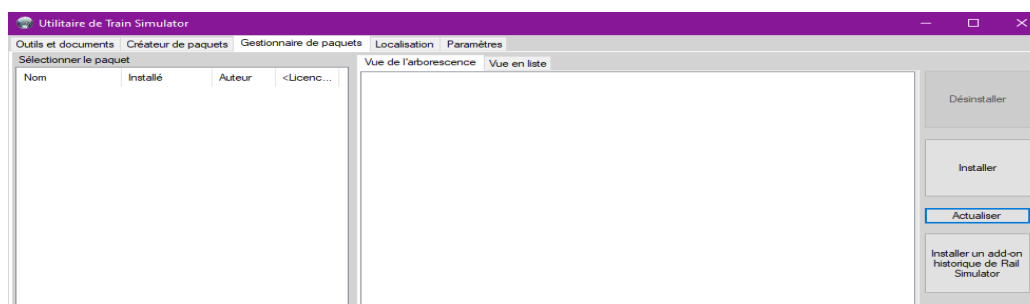 Utilitaire de Train Simulator
Outils et documents Créateur de paquets Gestionnaire de paquets Localisation Paramètres
Sélectionner le paquet
Vue de l'arborescence Vue en liste
Nom Installé Auteur <Licenc...
Désinstaller
Installer
Actualiser
Installer un add-on
historique de Rail
Simulator